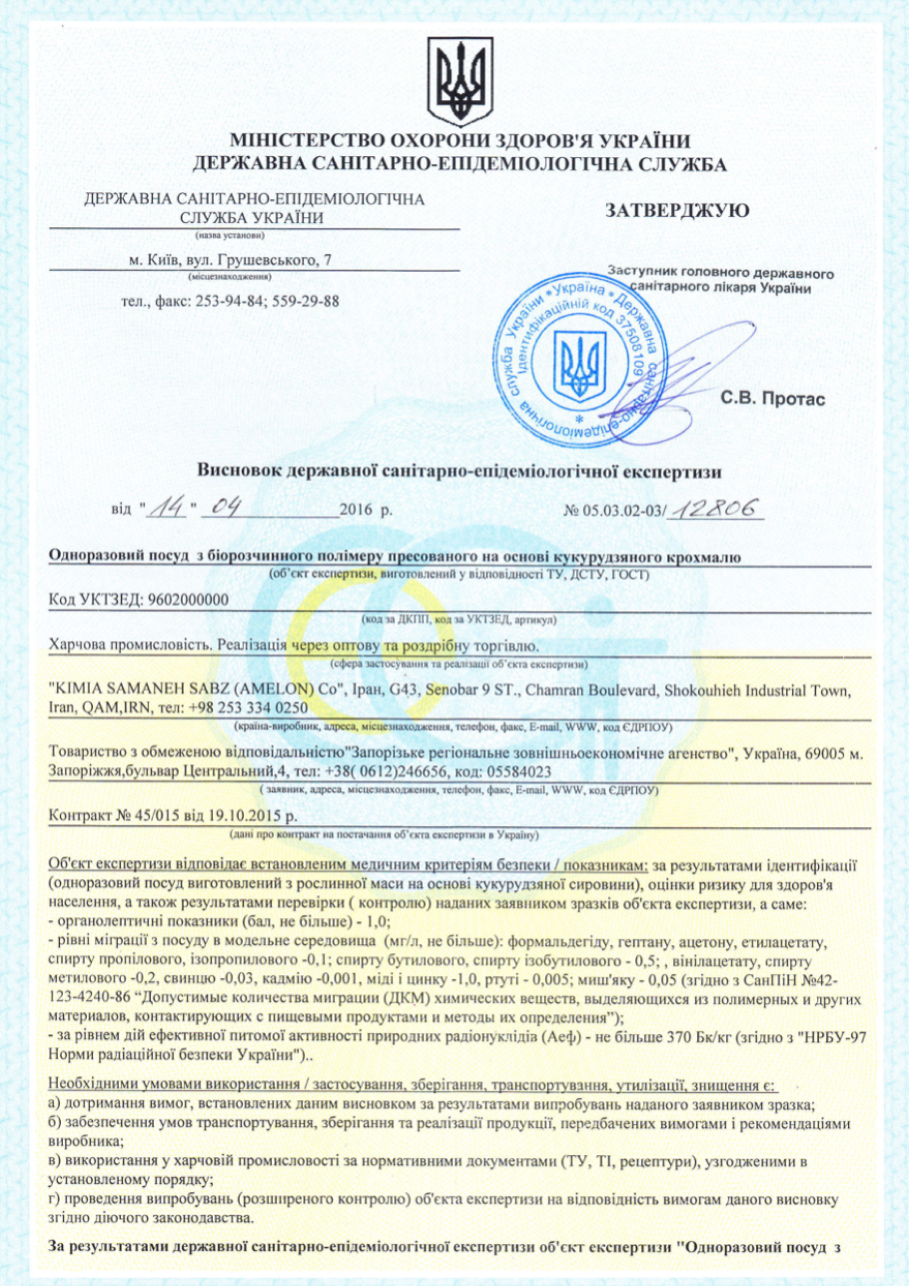 МІНІСТЕРСТВО ОХОРОНИ ЗДОРОВ'Я УКРАЇНИ
ДЕРЖАВНА САНІТАРНО-ЕПІДЕМІОЛОГІЧНА СЛУЖБА
ДЕРЖАВНА САНІТАРНО-ЕПІДЕМІОЛОГІЧНА
СЛУЖБА УКРАЇНИ
(назва установи)
м. Київ, вул. Грушевського, 7
(місцезнаходження)
тел., факс: 253-94-84; 559-29-88
ЗАТВЕРДЖУЮ
Заступник головного державного
санітарного лікаря України
Україна * Державна санітарно-епідеміологічна служба України *
Ідентифікаційний код 37508109
С.В. Протас
Висновок державної санітарно-епідеміологічної експертизи
від "14" 04 2016 р.
№ 05.03.02-03/ 12806
Одноразовий посуд з біорозчинного полімеру пресованого на основі кукурудзяного крохмалю
(об’єкт експертизи, виготовлений у відповідності ТУ, ДСТУ, ГОСТ)
Код УКТЗЕД: 9602000000
(код за ДКПП, код за УКТЗЕД, артикул)
Харчова промисловість. Реалізація через оптову та роздрібну торгівлю.
(сфера застосування та реалізації об’єкта експертизи)
"KIMIA SAMANEH SABZ (AMELON) Co", Іран, G43, Senobar 9 ST., Chamran Boulevard, Shokouhieh Industrial Town,
Iran, QAM,IRN, тел: +98 253 334 0250
(країна-виробник, адреса, місцезнаходження, телефон, факс, E-mail, WWW, код ЄДРПОУ)
Товариство з обмеженою відповідальністю"Запорізьке регіональне зовнішньоекономічне агенство", Україна, 69005 м.
Запоріжжя,бульвар Центральний,4, тел: +38( 0612)246656, код: 05584023
( заявник, адреса, місцезнаходження, телефон, факс, E-mail, WWW, код ЄДРПОУ)
Контракт № 45/015 від 19.10.2015 р.
(дані про контракт на постачання об’єкта експертизи в Україну)
Об'єкт експертизи відповідає встановленим медичним критеріям безпеки / показникам: за результатами ідентифікації
(одноразовий посуд виготовлений з рослинної маси на основі кукурудзяної сировини), оцінки ризику для здоров'я
населення, а також результатами перевірки ( контролю) наданих заявником зразків об'єкта експертизи, а саме:
- органолептичні показники (бал, не більше) - 1,0;
- рівні міграції з посуду в модельне середовища (мг/л, не більше): формальдегіду, гептану, ацетону, етилацетату,
спирту пропілового, ізопропилового -0,1; спирту бутилового, спирту ізобутилового - 0,5; , вінілацетату, спирту
метилового -0,2, свинцю -0,03, кадмію -0,001, міді і цинку -1,0, ртуті - 0,005; миш'яку - 0,05 (згідно з СанПіН №42-
123-4240-86 “Допустимые количества миграции (ДКМ) химических веществ, выделяющихся из полимерных и других
материалов, контактирующих с пищевыми продуктами и методы их определения”);
- за рівнем дій ефективної питомої активності природних радіонуклідів (Аеф) - не більше 370 Бк/кг (згідно з "НРБУ-97
Норми радіаційної безпеки України")..
Необхідними умовами використання / застосування, зберігання, транспортування, утилізації, знищення є:
а) дотримання вимог, встановлених даним висновком за результатами випробувань наданого заявником зразка;
б) забезпечення умов транспортування, зберігання та реалізації продукції, передбачених вимогами і рекомендаціями
виробника;
в) використання у харчовій промисловості за нормативними документами (ТУ, ТІ, рецептури), узгодженими в
установленому порядку;
г) проведення випробувань (розширеного контролю) об'єкта експертизи на відповідність вимогам даного висновку
згідно діючого законодавства.
За результатами державної санітарно-епідеміологічної експертизи об’єкт експертизи "Одноразовий посуд з